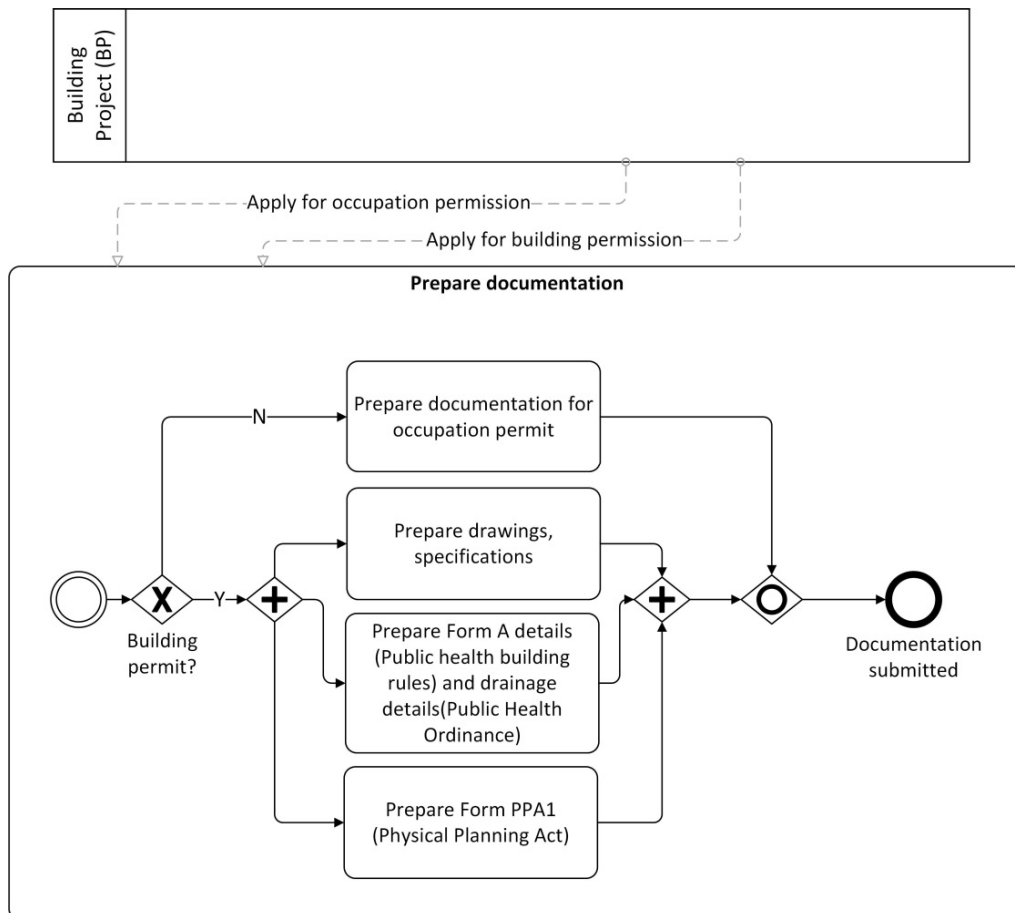 Building
Project (BP)
Apply for occupation permission
Apply for building permission
Prepare documentation
Prepare documentation for
occupation permit
N
Prepare drawings,
specifications
X
Y
Building
permit?
Prepare Form A details
(Public health building
rules) and drainage
details(Public Health
Ordinance)
Documentation
submitted
Prepare Form PPA1
(Physical Planning Act)